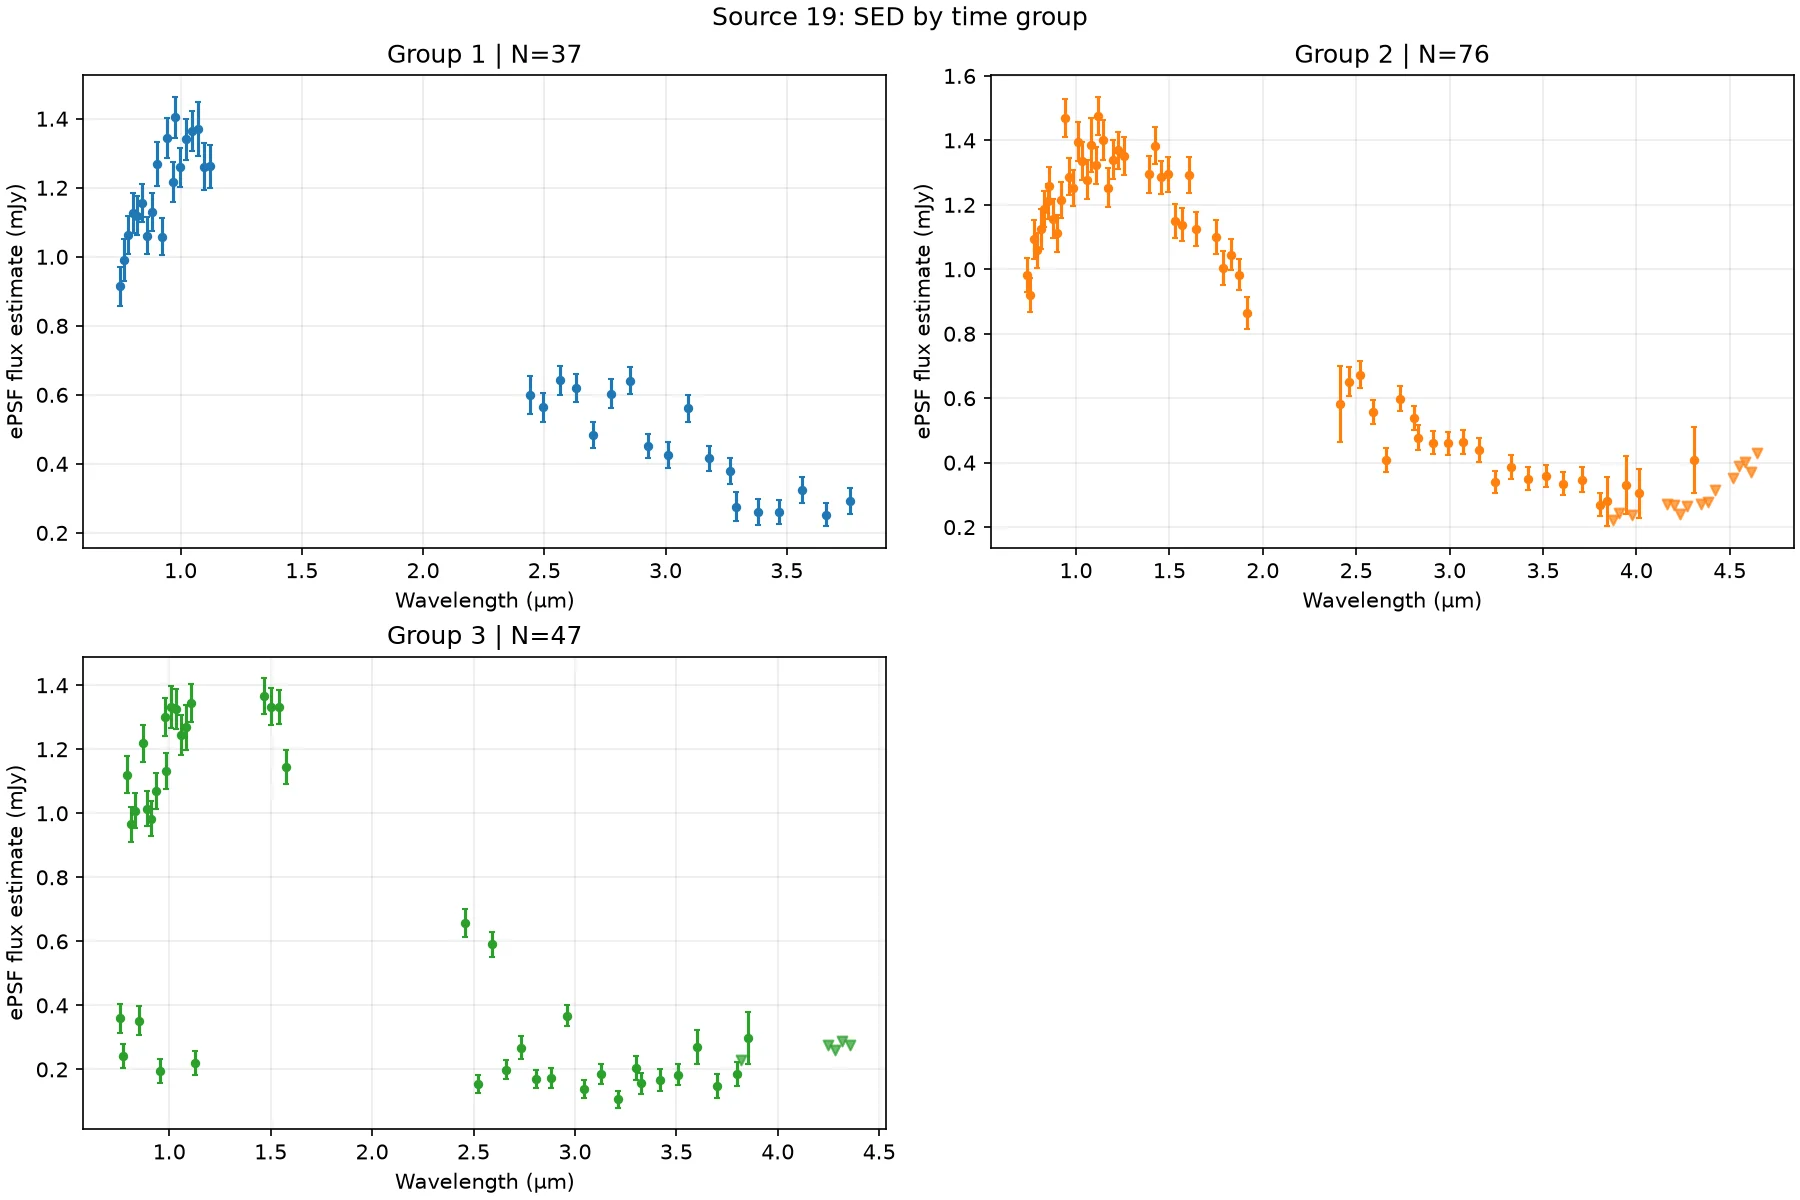 Source 19: SED by time group
Group 1 | N=37
ePSF flux estimate (mJy)
1.4
1.2
1.0
0.8
0.6
0.4
0.2
1.0 1.5 2.0 2.5 3.0 3.5
Wavelength (µm)
Group 2 | N=76
ePSF flux estimate (mJy)
1.6
1.4
1.2
1.0
0.8
0.6
0.4
0.2
1.0 1.5 2.0 2.5 3.0 3.5 4.0 4.5
Wavelength (µm)
Group 3 | N=47
ePSF flux estimate (mJy)
1.4
1.2
1.0
0.8
0.6
0.4
0.2
1.0 1.5 2.0 2.5 3.0 3.5 4.0 4.5
Wavelength (µm)